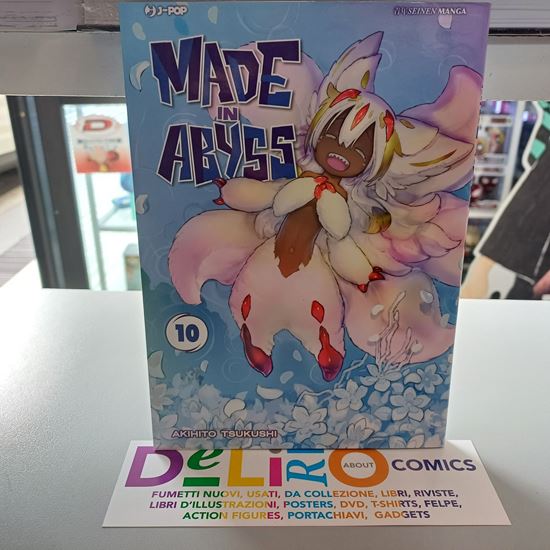 J-POP
SEINEN MANGA
MADE
IN
ABYSS
10
AKIHITO TSUKUSHI
DeLiRiO ABOUT COMICS
FUMETTI NUOVI, USATI, DA COLLEZIONE, LIBRI, RIVISTE,
LIBRI D'ILLUSTRAZIONI, POSTERS, DVD, T-SHIRTS, FELPE,
ACTION FIGURES, PORTACHIAVI, GADGETS